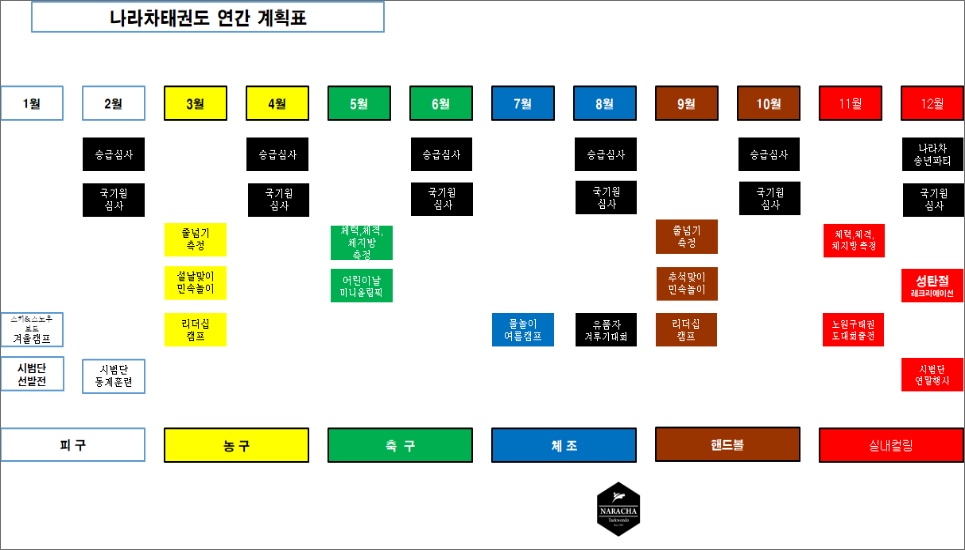 나라차태권도 연간 계획표
1월 2월 3월 4월 5월 6월 7월 8월 9월 10월 11월 12월
승급심사 승급심사 승급심사 승급심사 승급심사 나라차
송년파티
국기원
심사 국기원
심사 국기원
심사 국기원
심사 국기원
심사 국기원
심사
줄넘기
측정 체력,체격,
체지방
측정 줄넘기
측정 체력,체격,
체지방 측정
설날맞이
민속놀이 어린이날
미니올림픽 추석맞이
민속놀이 성탄절
레크리에이션
스키&스노우
보드
겨울캠프 리더십
캠프 물놀이
여름캠프 유품자
겨루기대회 리더십
캠프 노원구태권
도대회출전
시범단
선발전 시범단
동계훈련 시범단
연말행사
피 구 농 구 축 구 체 조 핸드볼 실내컬링
NARACHA
Taekwondo